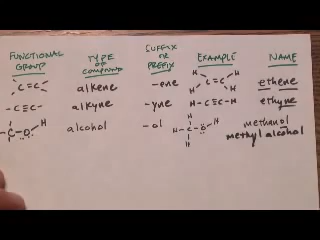 FUNCTIONAL GROUP TYPE OF COMPOUND SUFFIX OR PREFIX EXAMPLE NAME
C=C alkene -ene H H C=C H H ethene
-C≡C- alkyne -yne H-C≡C-H ethyne
-C-O-H alcohol -ol H H-C-O-H H methanol
methyl alcohol